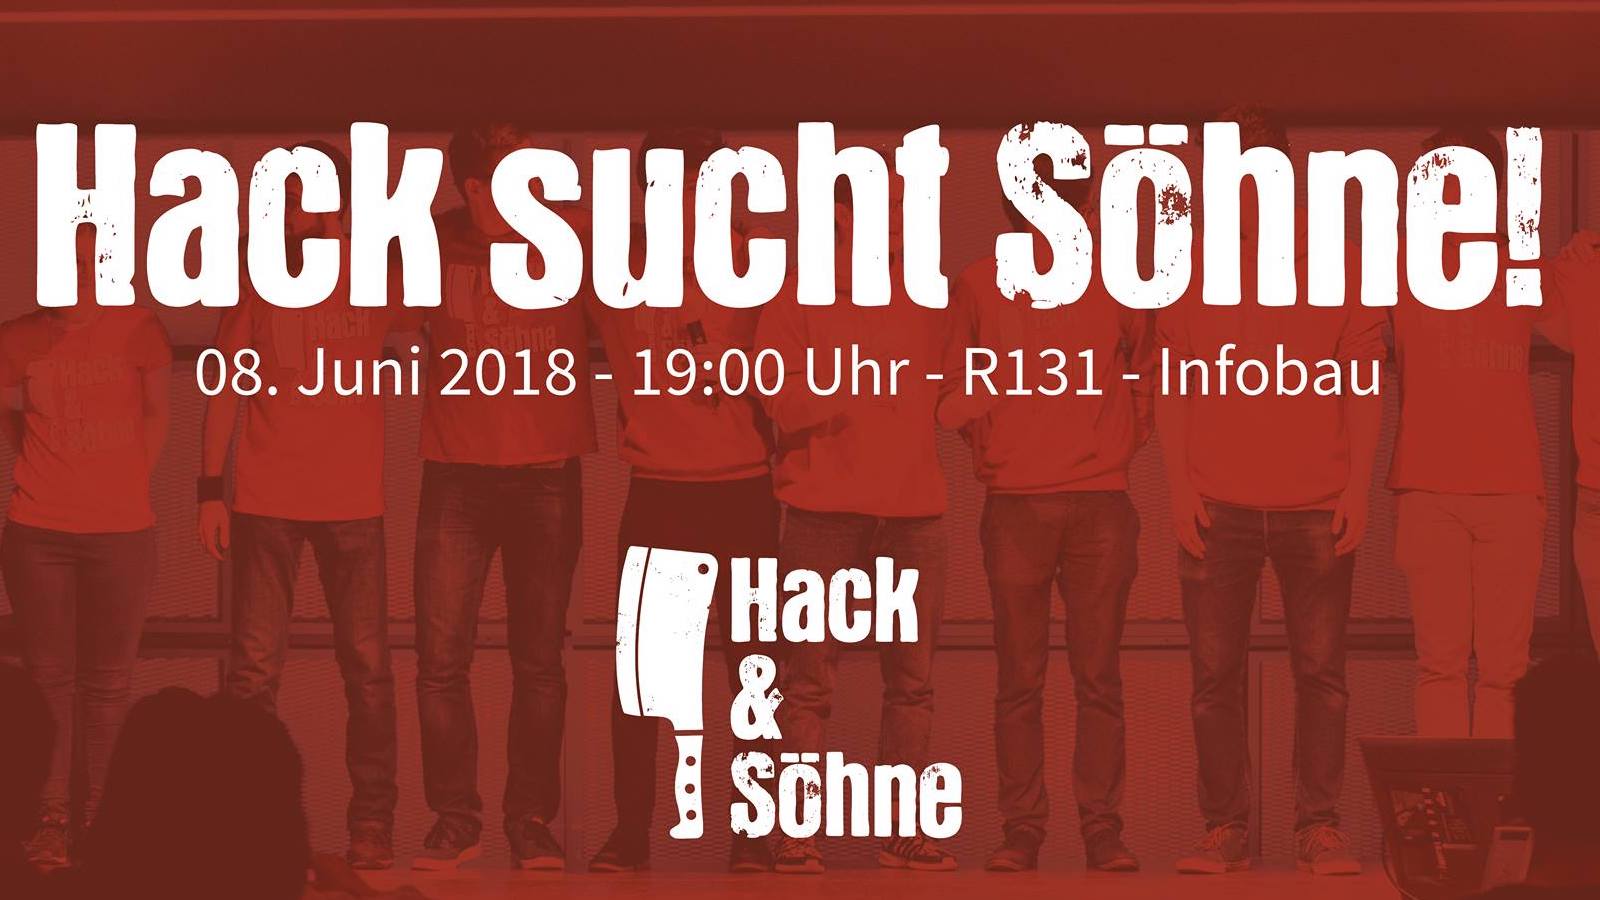 Hack sucht Söhne!
08. Juni 2018 - 19:00 Uhr - R131 - Infobau
Hack
&
Söhne